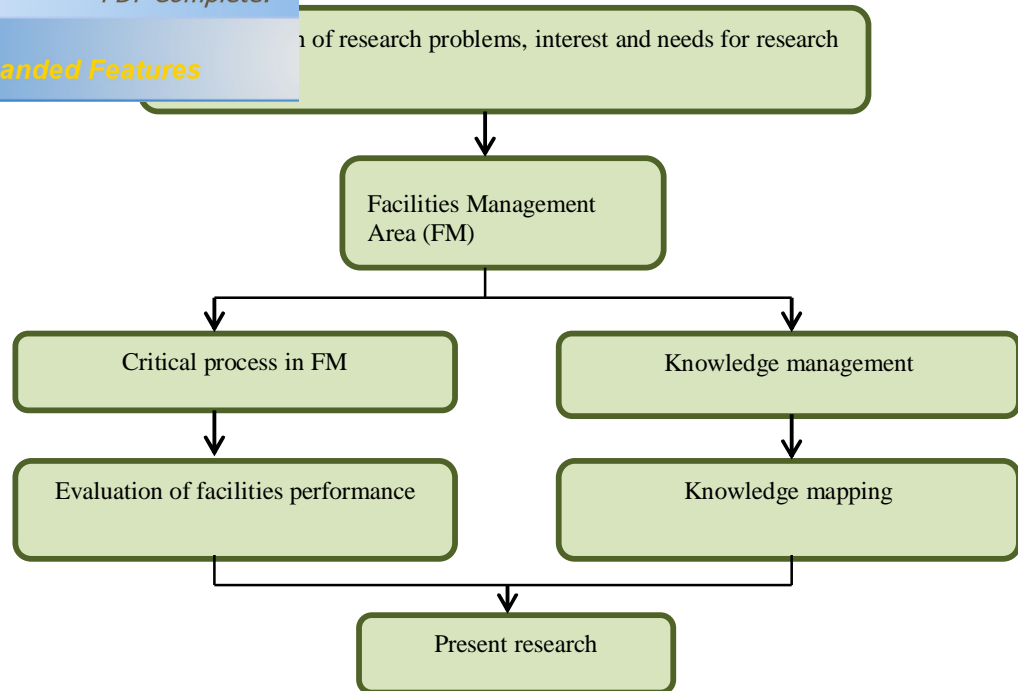 PDF Complete.
anded Features
n of research problems, interest and needs for research
Facilities Management
Area (FM)
Critical process in FM
Knowledge management
Evaluation of facilities performance
Knowledge mapping
Present research